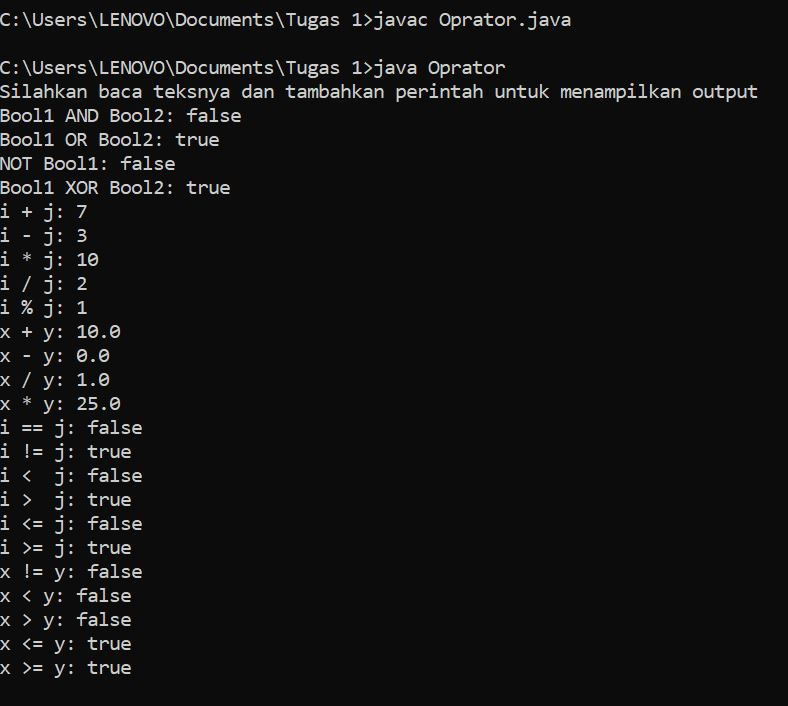 C:\Users\LENOVO\Documents\Tugas 1>javac Oprator.java
C:\Users\LENOVO\Documents\Tugas 1>java Oprator
Silahkan baca teksnya dan tambahkan perintah untuk menampilkan output
Bool1 AND Bool2: false
Bool1 OR Bool2: true
NOT Bool1: false
Bool1 XOR Bool2: true
i + j: 7
i - j: 3
i * j: 10
i / j: 2
i % j: 1
x + y: 10.0
x - y: 0.0
x / y: 1.0
x * y: 25.0
i == j: false
i != j: true
i <  j: false
i >  j: true
i <= j: false
i >= j: true
x != y: false
x < y: false
x > y: false
x <= y: true
x >= y: true